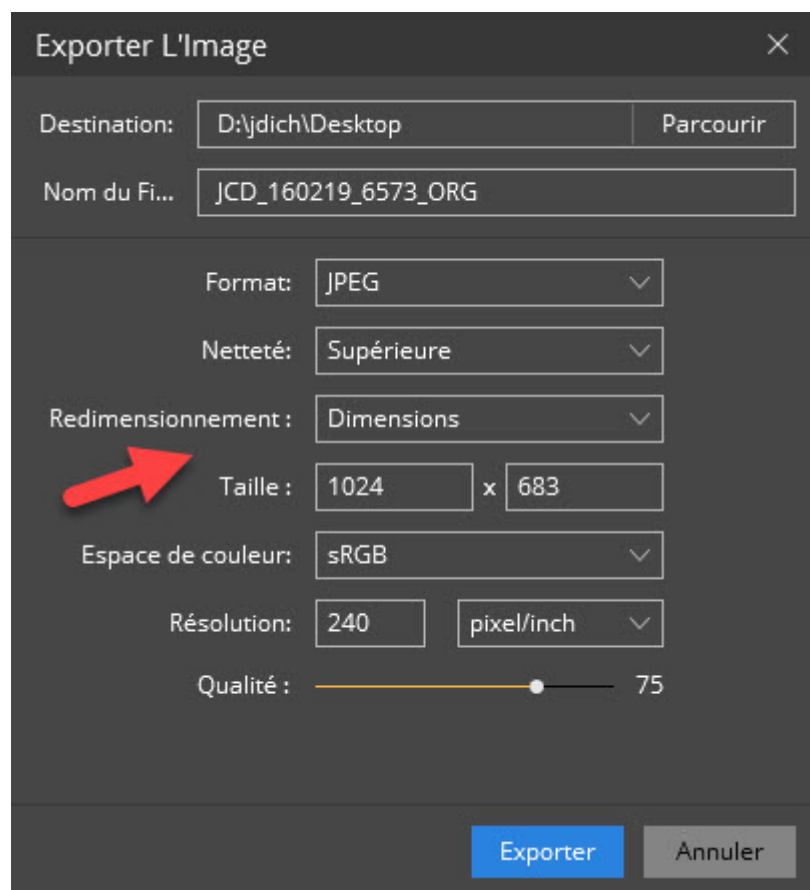 Exporter L'Image
Destination: D:\jdich\Desktop Parcourir
Nom du Fi... JCD_160219_6573_ORG
Format: JPEG
Netteté: Supérieure
Redimensionnement : Dimensions
Taille : 1024 x 683
Espace de couleur: sRGB
Résolution: 240 pixel/inch
Qualité : 75
Exporter Annuler